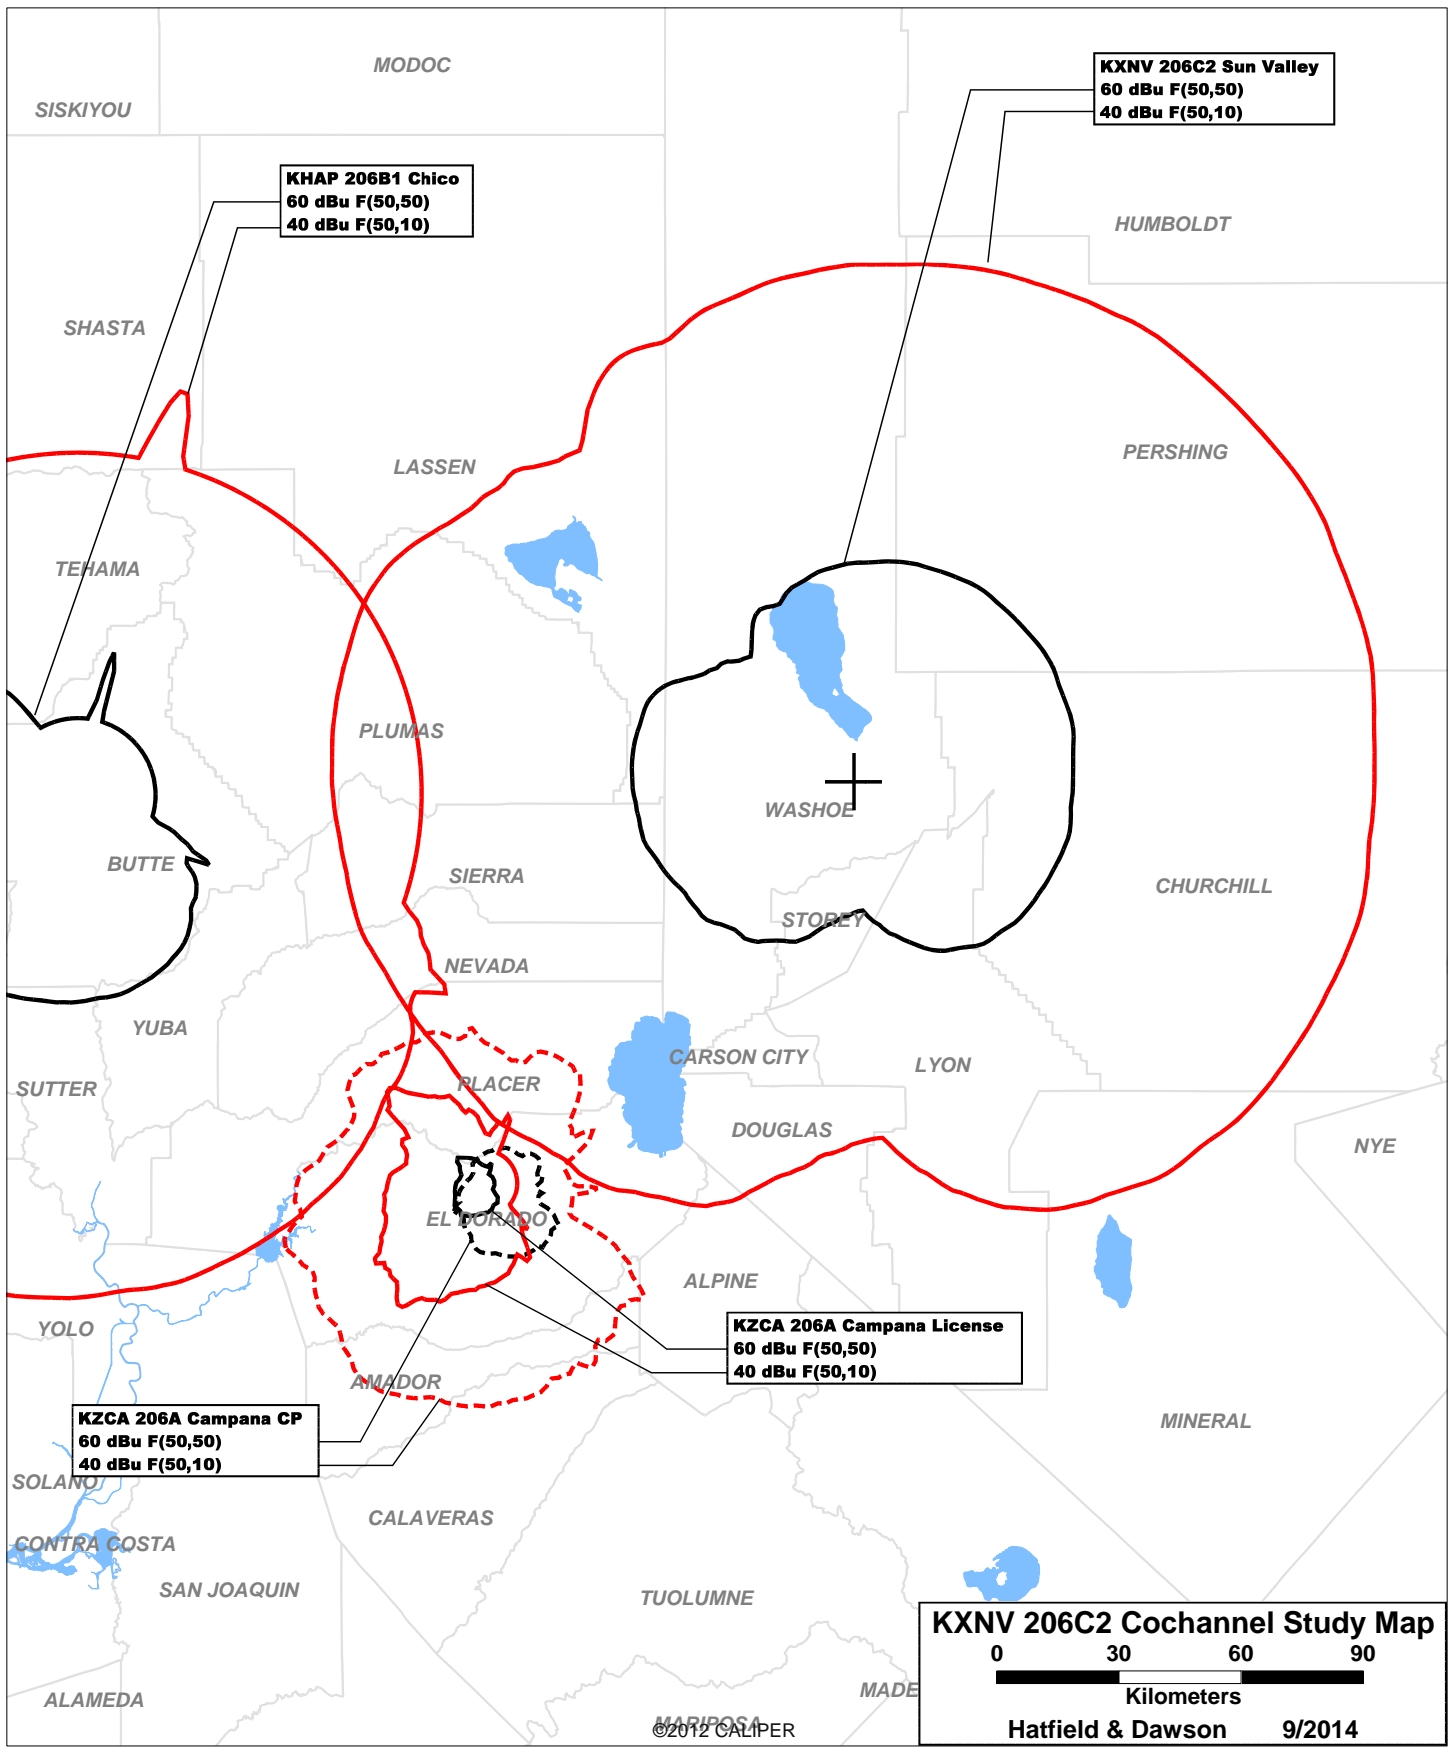 MODOC
SISKIYOU
KXNV 206C2 Sun Valley
60 dBu F(50,50)
40 dBu F(50,10)
KHAP 206B1 Chico
60 dBu F(50,50)
40 dBu F(50,10)
HUMBOLDT
SHASTA
PERSHING
LASSEN
TEHAMA
PLUMAS
WASHOE
BUTTE
SIERRA
CHURCHILL
STOREY
NEVADA
YUBA
CARSON CITY
LYON
SUTTER
PLACER
DOUGLAS
NYE
EL DORADO
ALPINE
YOLO
KZCA 206A Campana License
60 dBu F(50,50)
40 dBu F(50,10)
AMADOR
KZCA 206A Campana CP
60 dBu F(50,50)
40 dBu F(50,10)
MINERAL
SOLANO
CALAVERAS
CONTRA COSTA
SAN JOAQUIN
TUOLUMNE
KXNV 206C2 Cochannel Study Map
0 30 60 90
Kilometers
Hatfield & Dawson 9/2014
ALAMEDA
MADE
MARIPOSA
©2012 CALIPER